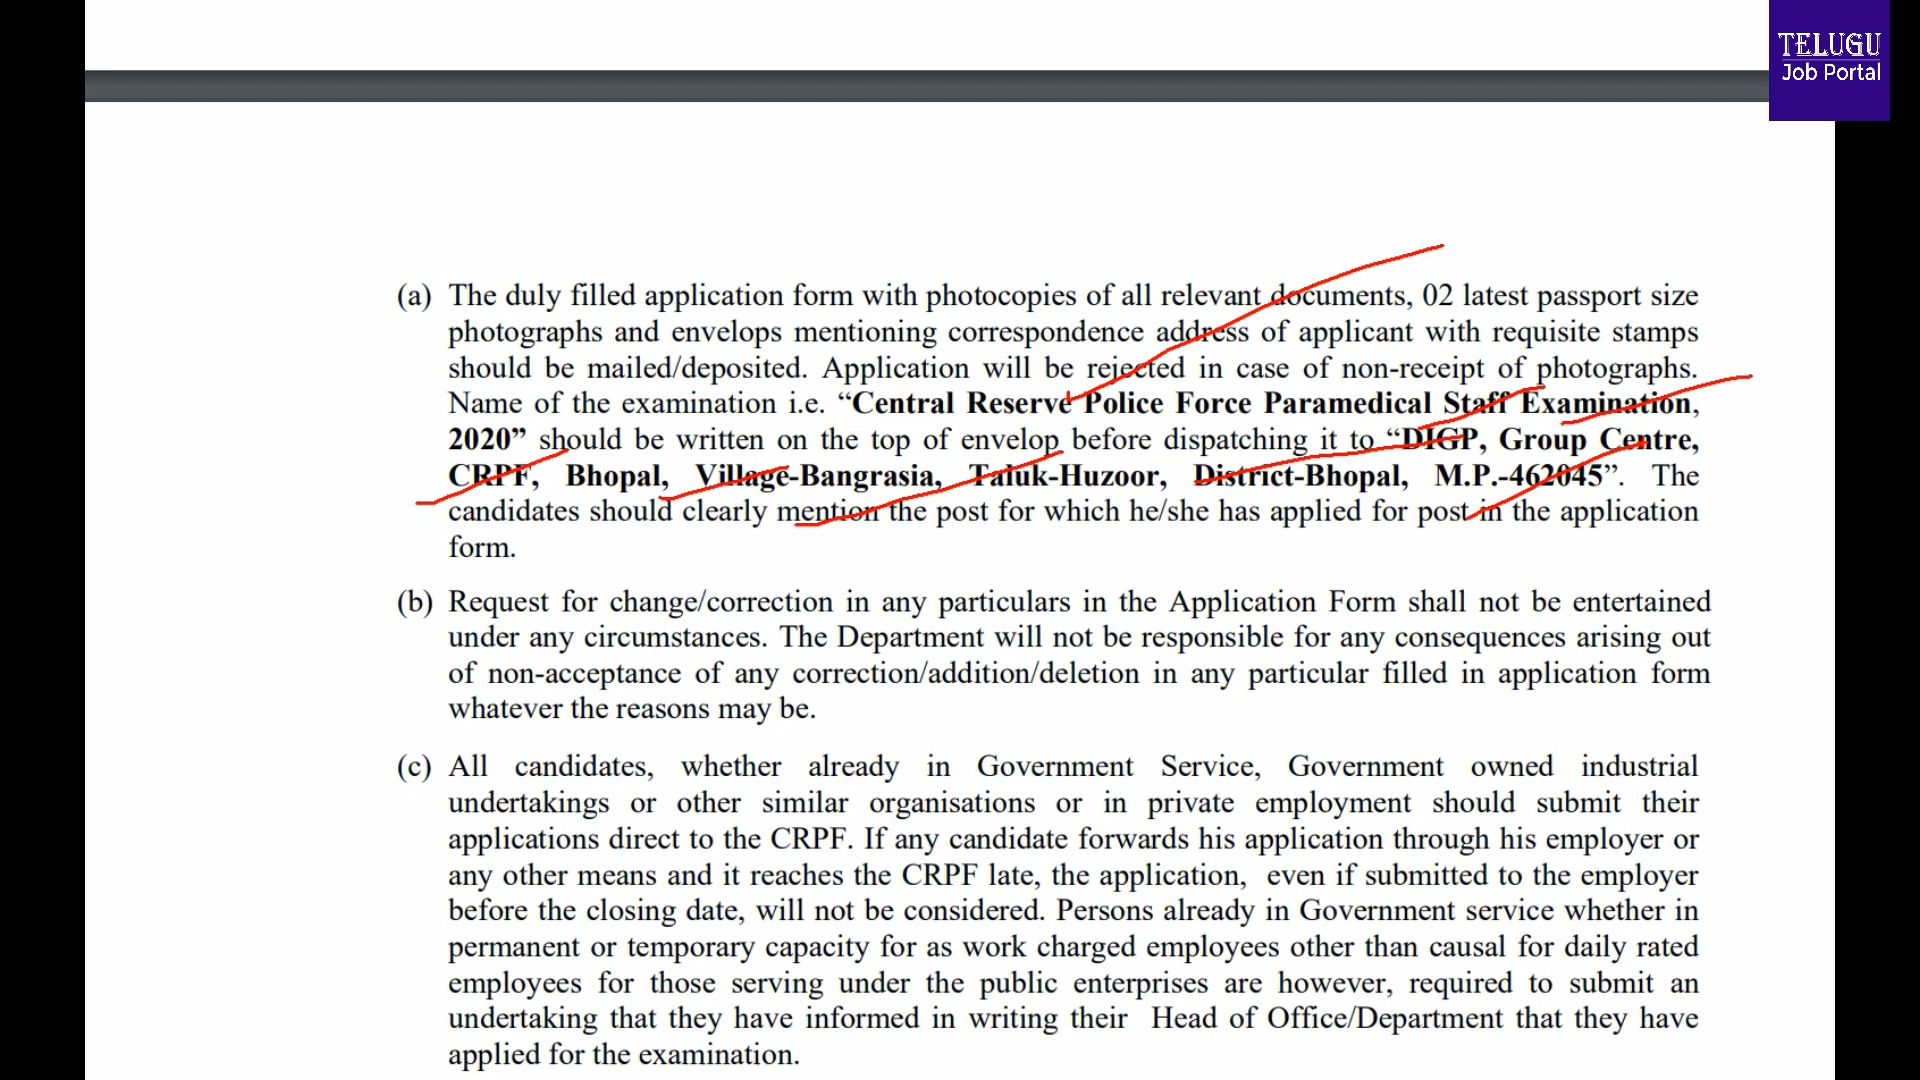 TELUGU
Job Portal
(a) The duly filled application form with photocopies of all relevant documents, 02 latest passport size
photographs and envelops mentioning correspondence address of applicant with requisite stamps
should be mailed/deposited. Application will be rejected in case of non-receipt of photographs.
Name of the examination i.e. “Central Reserve Police Force Paramedical Staff Examination,
2020” should be written on the top of envelop before dispatching it to “DIGP, Group Centre,
CRPF, Bhopal, Village-Bangrasia, Taluk-Huzoor, District-Bhopal, M.P.-462045”. The
candidates should clearly mention the post for which he/she has applied for post in the application
form.
(b) Request for change/correction in any particulars in the Application Form shall not be entertained
under any circumstances. The Department will not be responsible for any consequences arising out
of non-acceptance of any correction/addition/deletion in any particular filled in application form
whatever the reasons may be.
(c) All candidates, whether already in Government Service, Government owned industrial
undertakings or other similar organisations or in private employment should submit their
applications direct to the CRPF. If any candidate forwards his application through his employer or
any other means and it reaches the CRPF late, the application, even if submitted to the employer
before the closing date, will not be considered. Persons already in Government service whether in
permanent or temporary capacity for as work charged employees other than causal for daily rated
employees for those serving under the public enterprises are however, required to submit an
undertaking that they have informed in writing their Head of Office/Department that they have
applied for the examination.